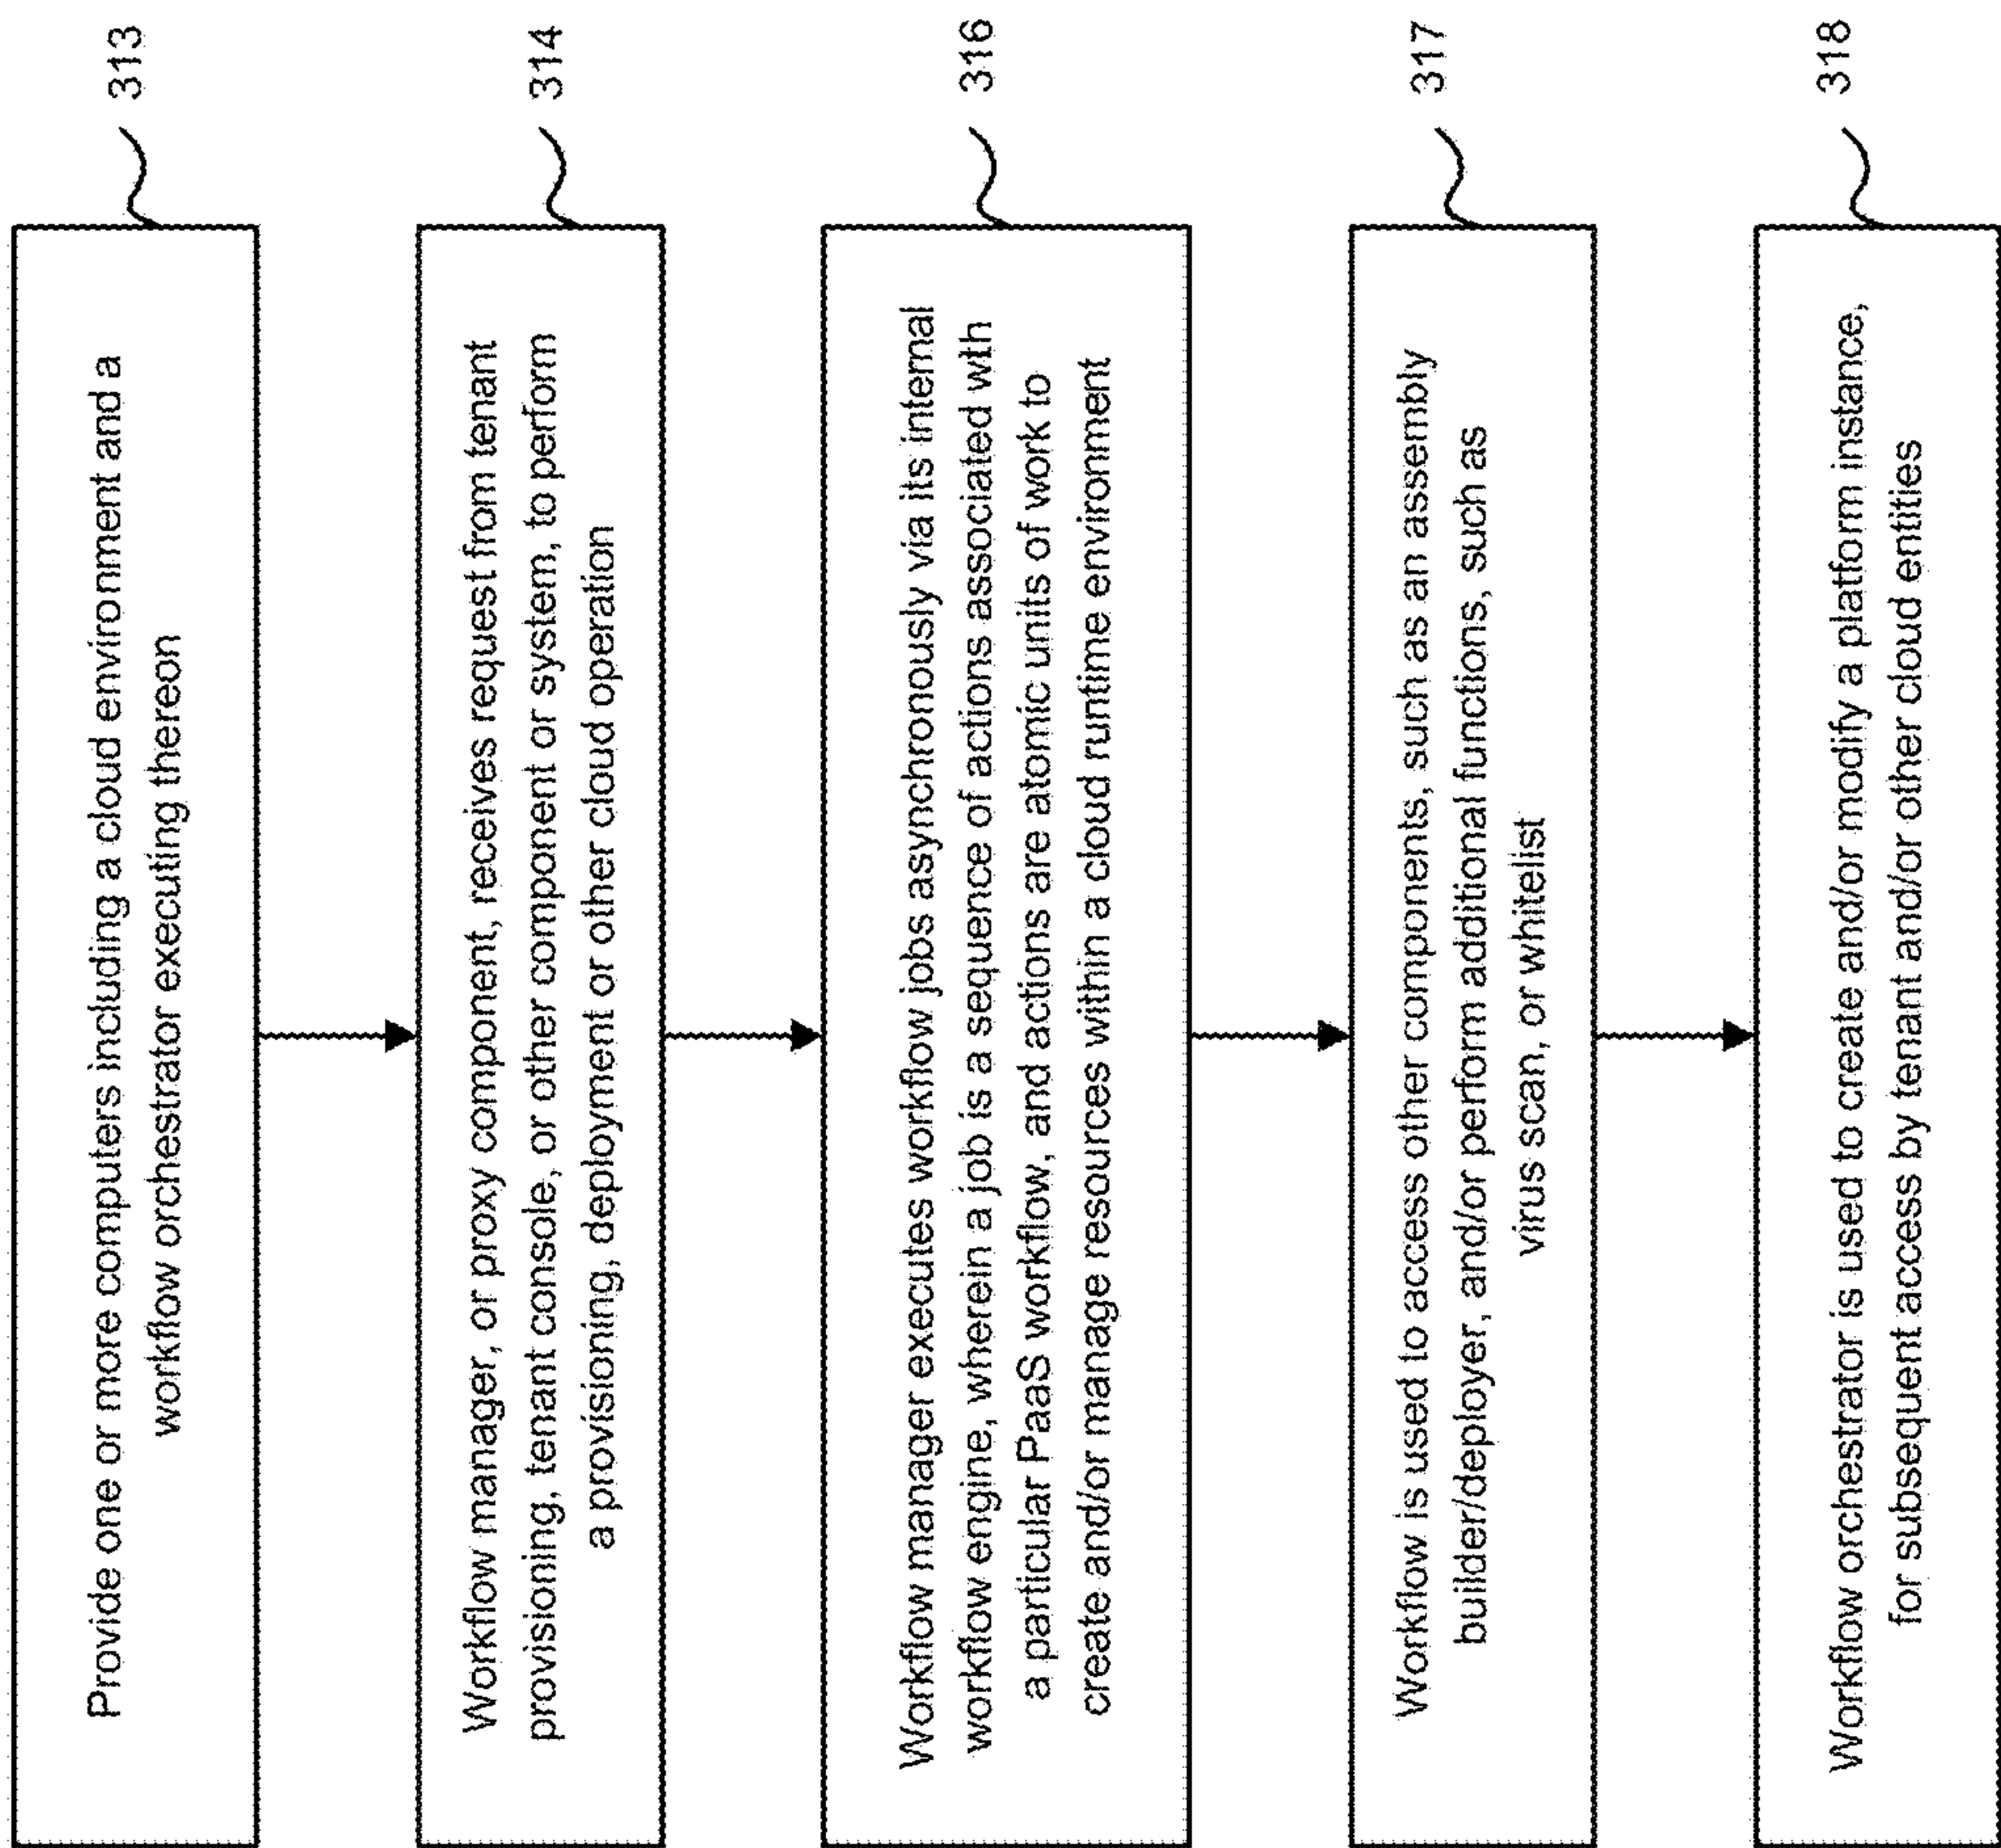 Provide one or more computers including a cloud environment and a
workflow orchestrator executing thereon
313
Workflow manager, or proxy component, receives request from tenant
provisioning, tenant console, or other component or system, to perform
a provisioning, deployment or other cloud operation
314
Workflow manager executes workflow jobs asynchronously via its internal
workflow engine, wherein a job is a sequence of actions associated with
a particular PaaS workflow, and actions are atomic units of work to
create and/or manage resources within a cloud runtime environment
316
Workflow is used to access other components, such as an assembly
builder/deployer, and/or perform additional functions, such as
virus scan, or whitelist
317
Workflow orchestrator is used to create and/or modify a platform instance,
for subsequent access by tenant and/or other cloud entities
318